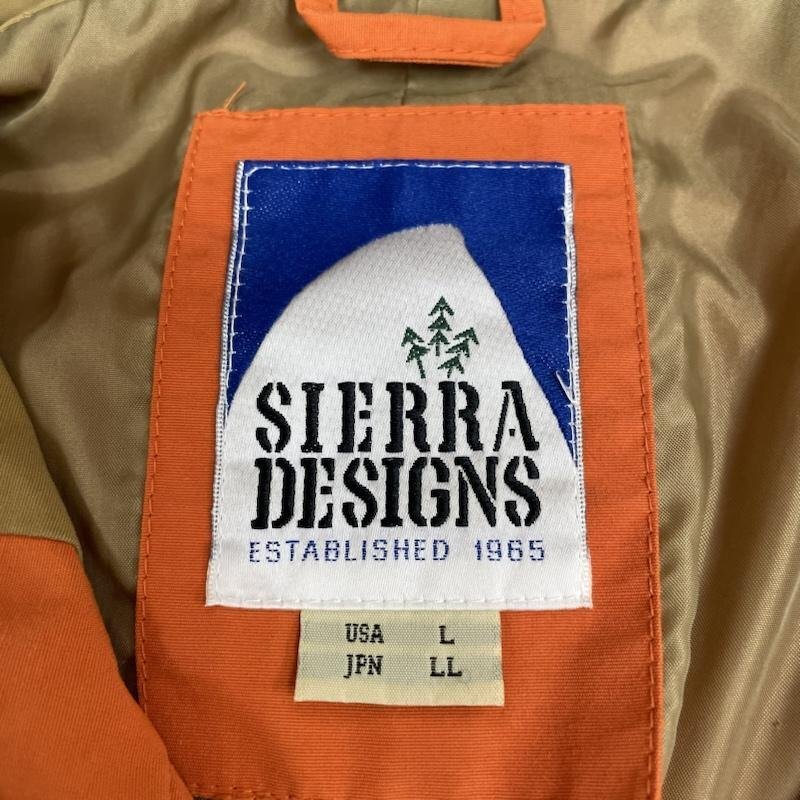 SIERRA
DESIGNS
ESTABLISHED 1965
USA L
JPN LL